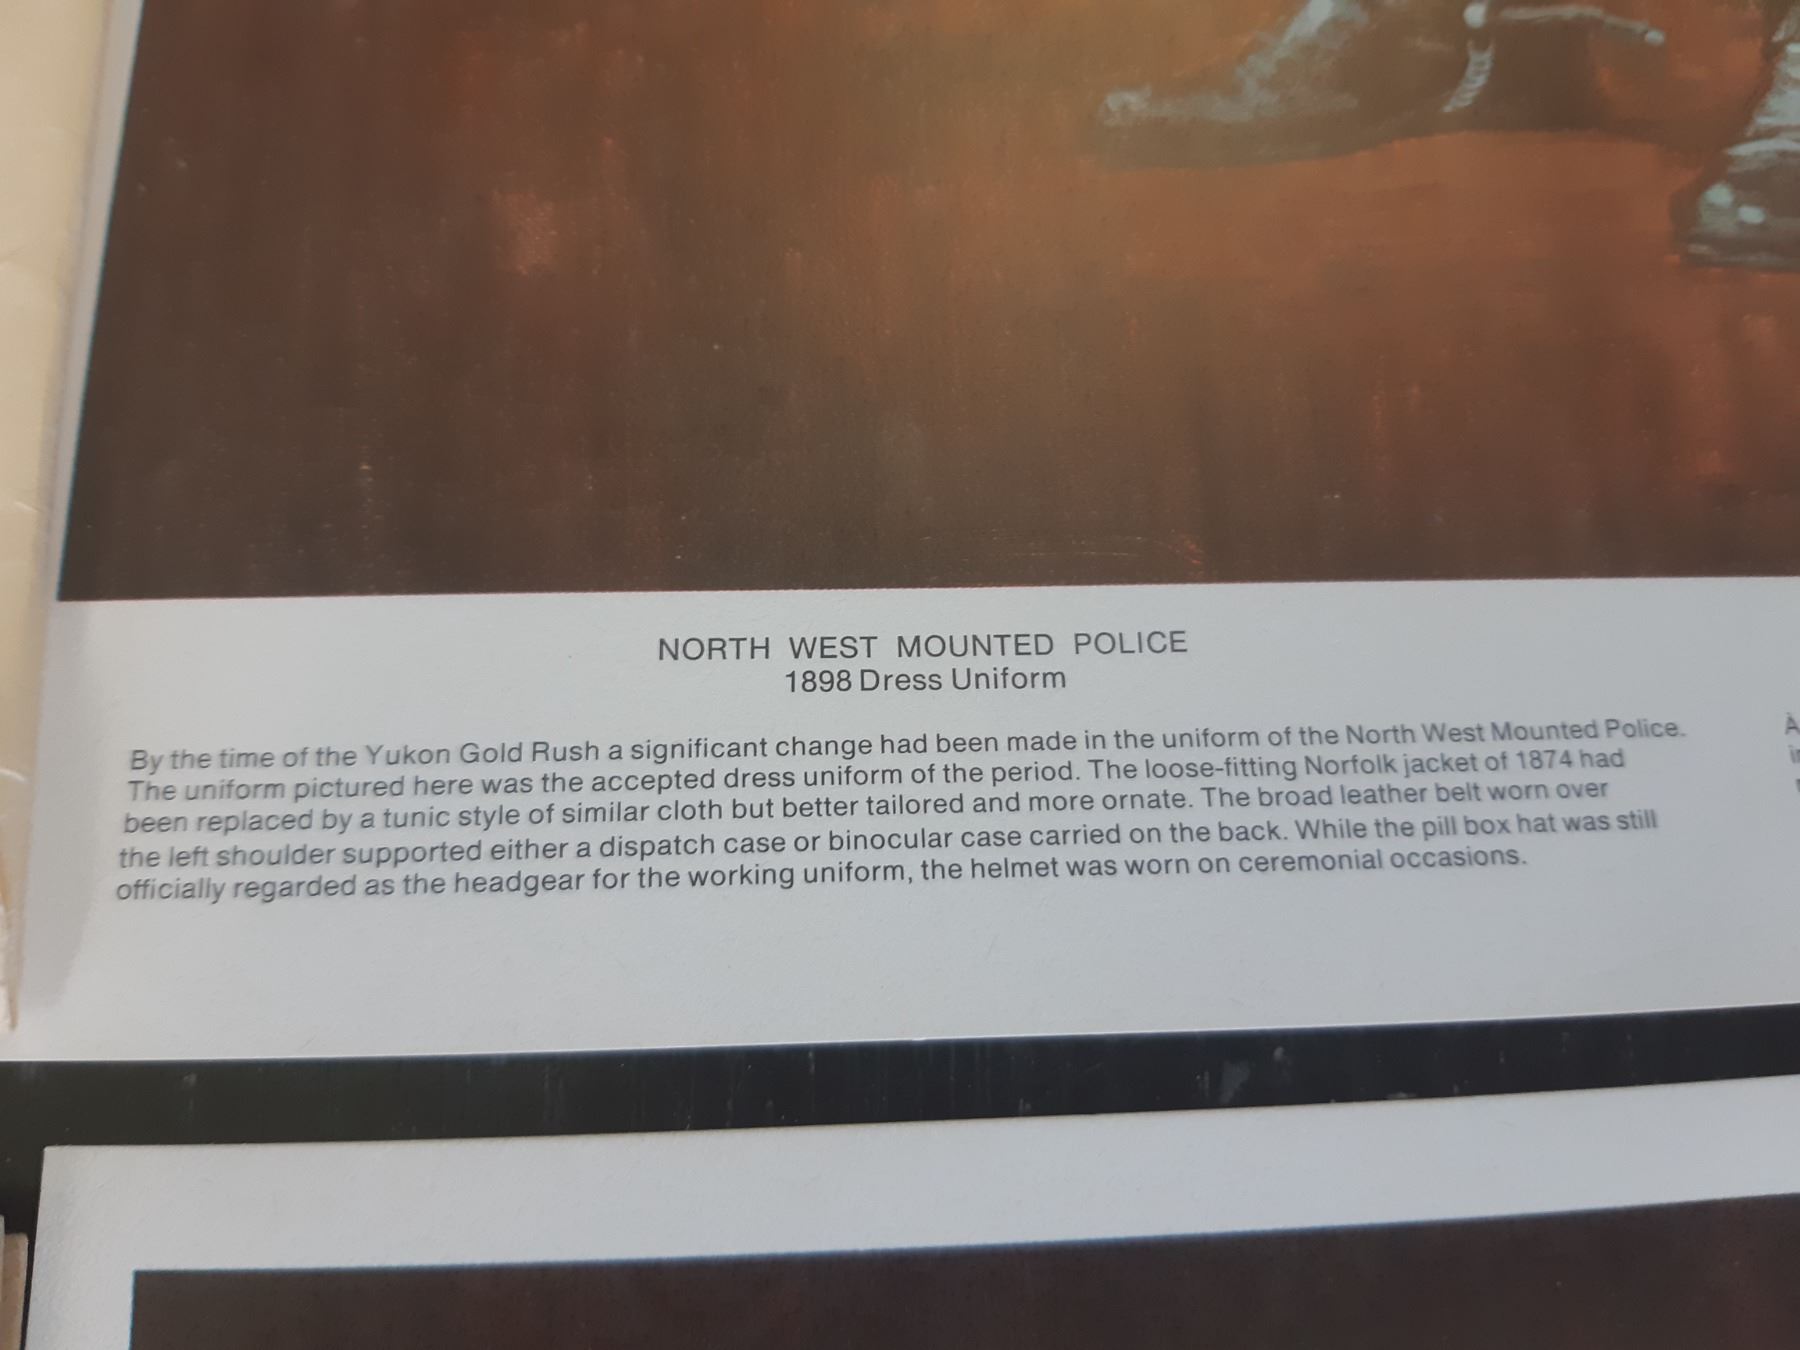 NORTH WEST MOUNTED POLICE
1898 Dress Uniform
By the time of the Yukon Gold Rush a significant change had been made in the uniform of the North West Mounted Police.
The uniform pictured here was the accepted dress uniform of the period. The loose-fitting Norfolk jacket of 1874 had
been replaced by a tunic style of similar cloth but better tailored and more ornate. The broad leather belt worn over
the left shoulder supported either a dispatch case or binocular case carried on the back. While the pill box hat was still
officially regarded as the headgear for the working uniform, the helmet was worn on ceremonial occasions.